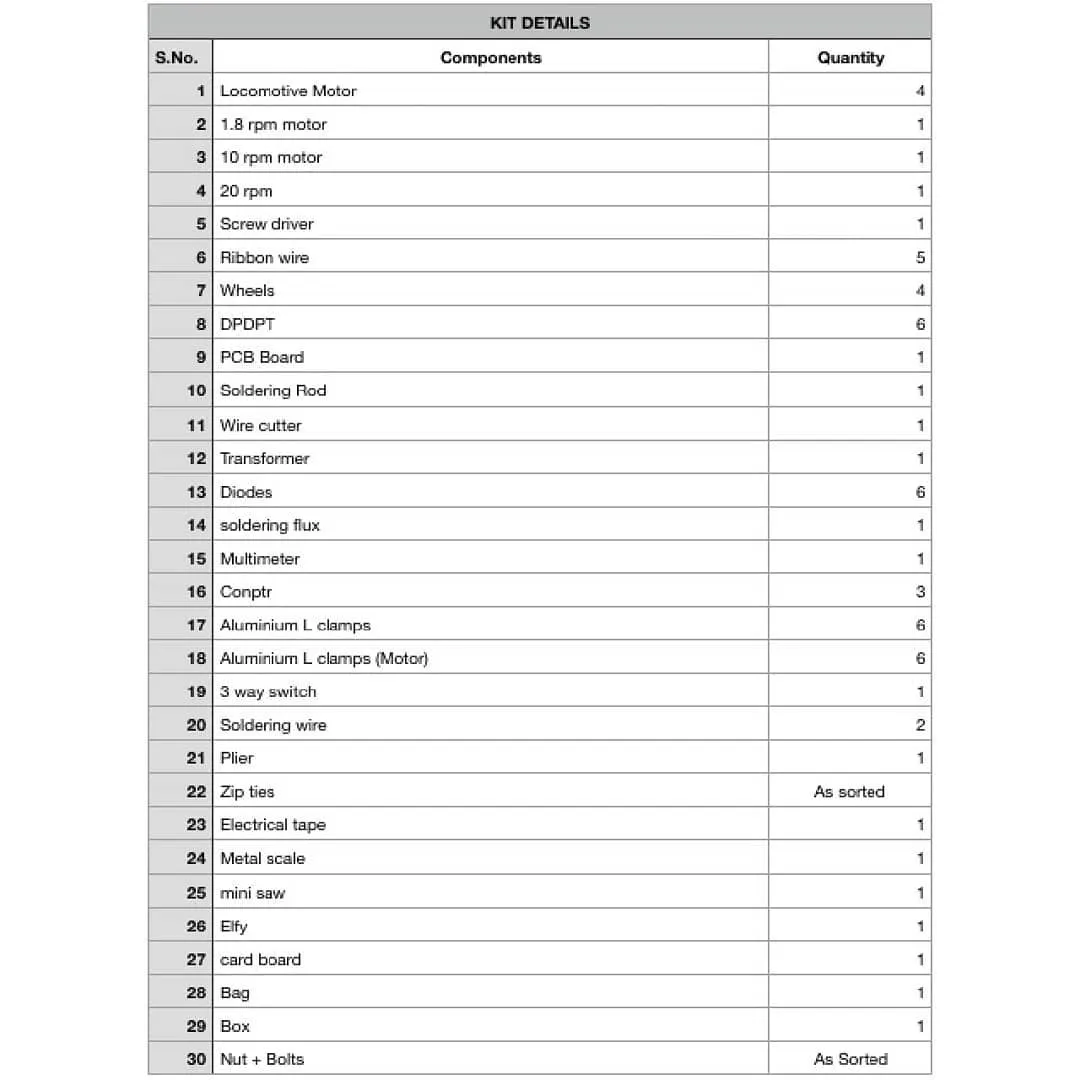 KIT DETAILS
S.No. Components Quantity
1 Locomotive Motor 4
2 1.8 rpm motor 1
3 10 rpm motor 1
4 20 rpm 1
5 Screw driver 1
6 Ribbon wire 5
7 Wheels 4
8 DPDPT 6
9 PCB Board 1
10 Soldering Rod 1
11 Wire cutter 1
12 Transformer 1
13 Diodes 6
14 soldering flux 1
15 Multimeter 1
16 Conptr 3
17 Aluminium L clamps 6
18 Aluminium L clamps (Motor) 6
19 3 way switch 1
20 Soldering wire 2
21 Plier 1
22 Zip ties As sorted
23 Electrical tape 1
24 Metal scale 1
25 mini saw 1
26 Elfy 1
27 card board 1
28 Bag 1
29 Box 1
30 Nut + Bolts As Sorted